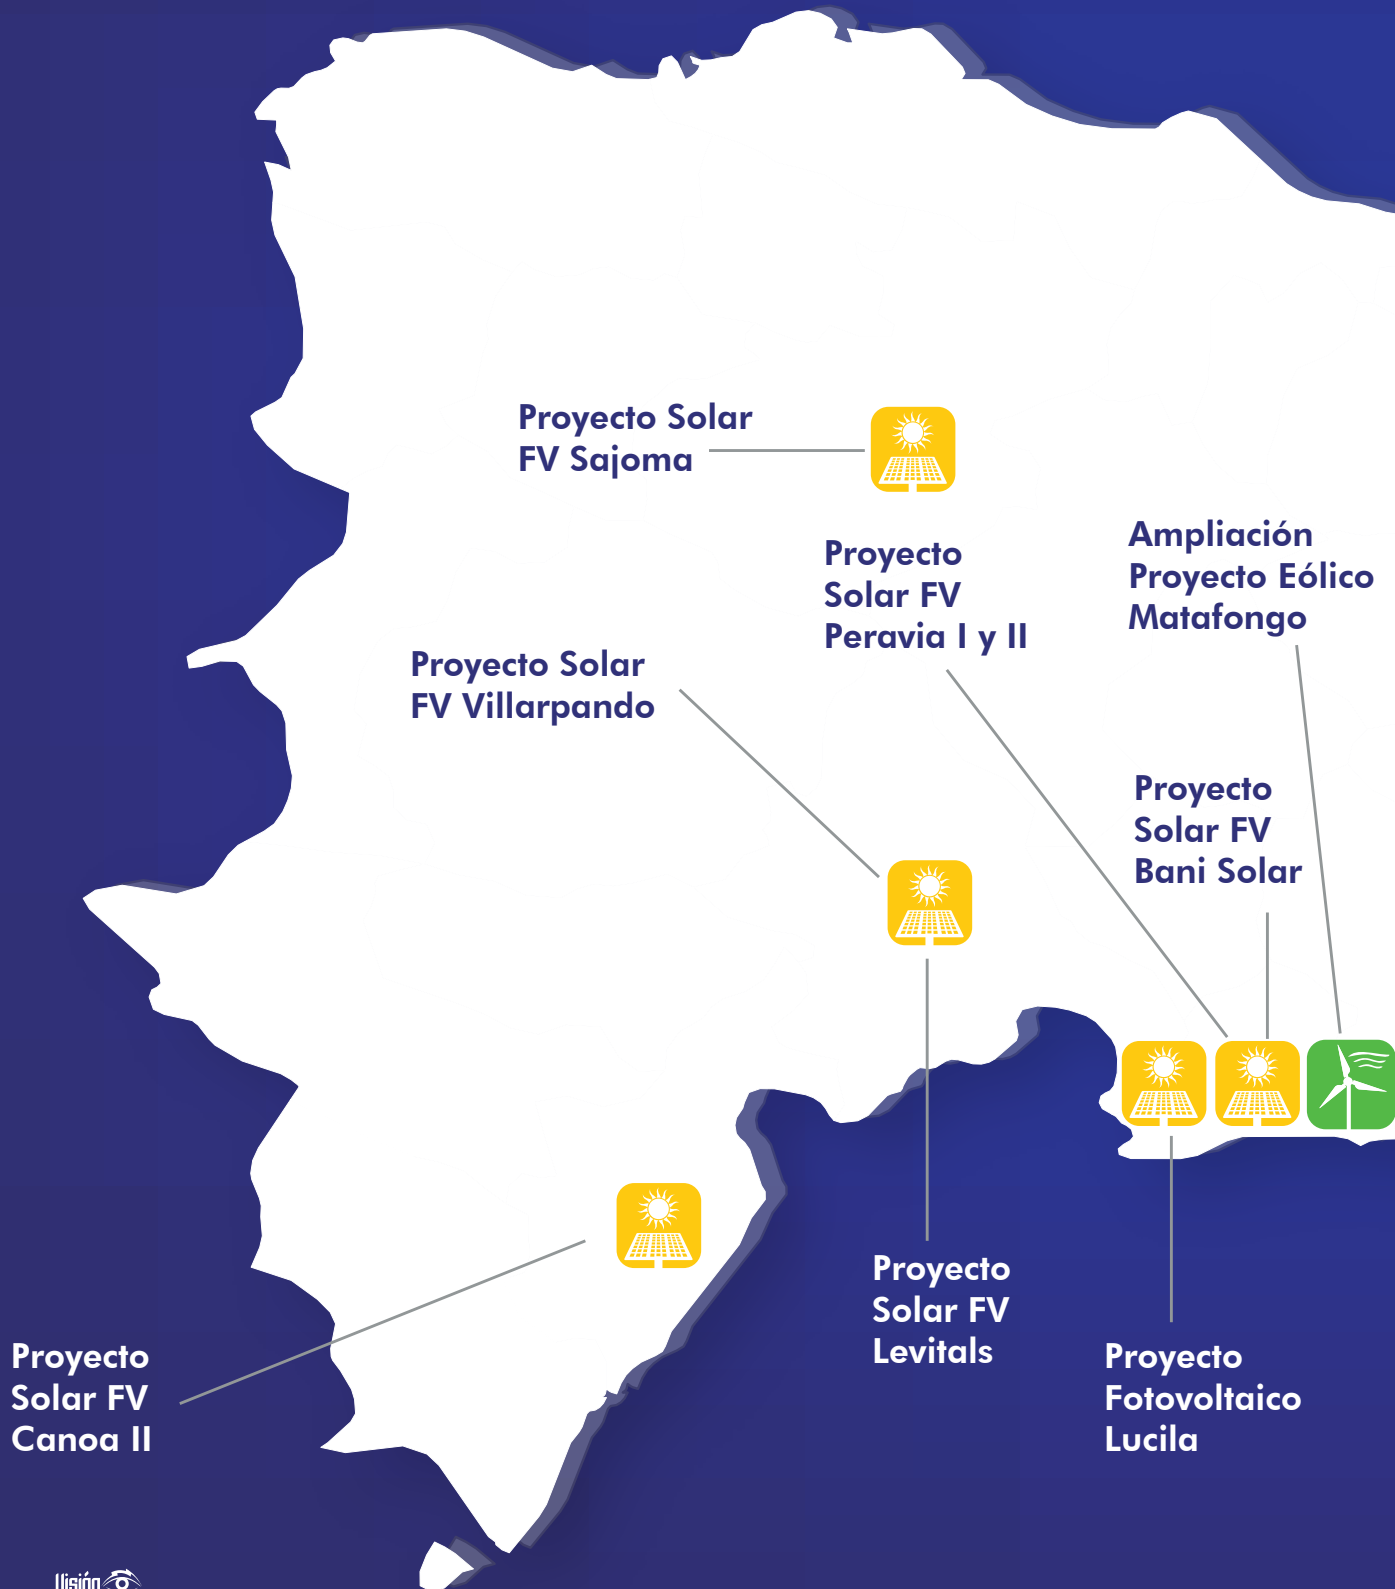 Proyecto Solar
FV Sajoma
Proyecto
Solar FV
Peravia I y II
Ampliación
Proyecto Eólico
Matafongo
Proyecto Solar
FV Villarpando
Proyecto
Solar FV
Bani Solar
Proyecto
Solar FV
Levitals
Proyecto
Fotovoltaico
Lucila
Proyecto
Solar FV
Canoa II
Visión